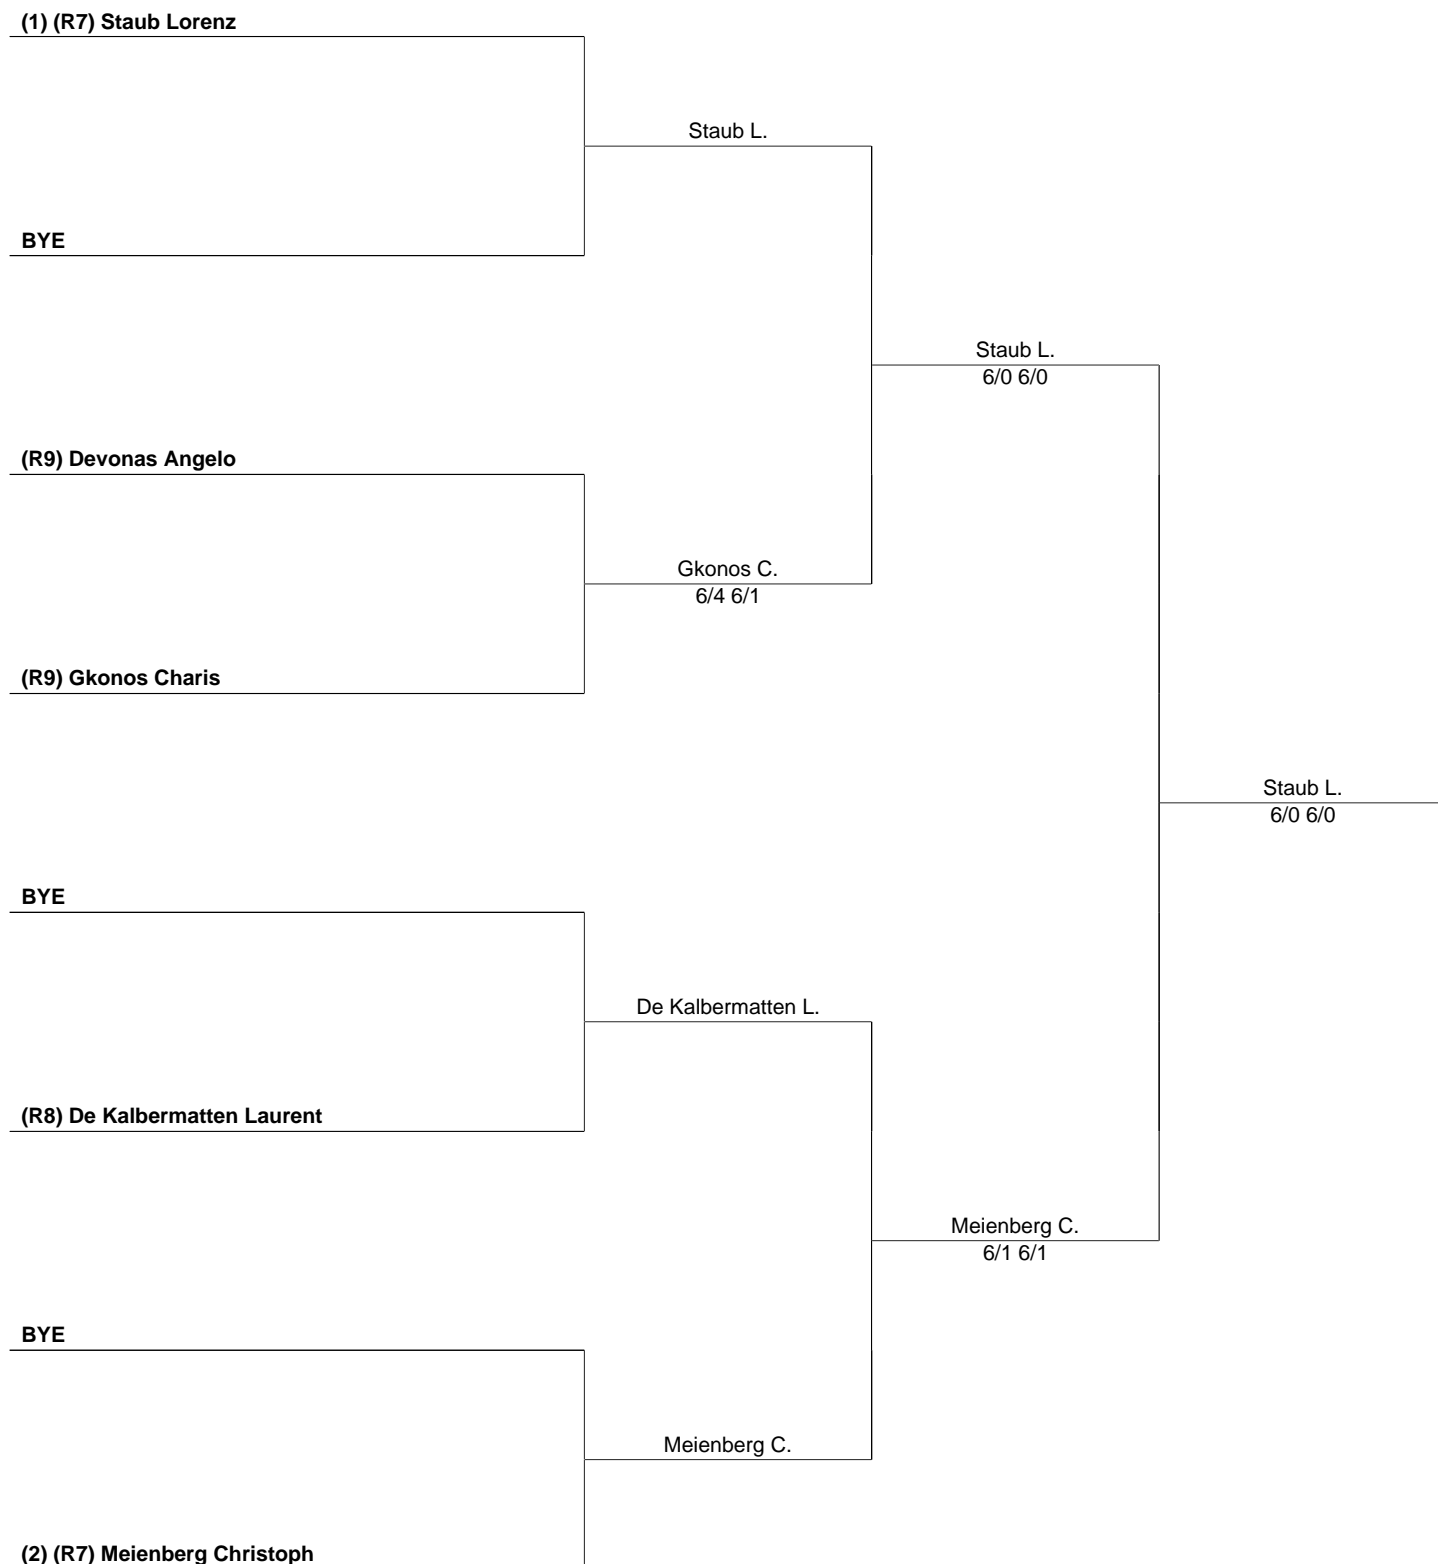 (1) (R7) Staub Lorenz
Staub L.
BYE
Staub L.
6/0 6/0
(R9) Devonas Angelo
Gkonos C.
6/4 6/1
(R9) Gkonos Charis
Staub L.
6/0 6/0
BYE
De Kalbermatten L.
(R8) De Kalbermatten Laurent
Meienberg C.
6/1 6/1
BYE
Meienberg C.
(2) (R7) Meienberg Christoph